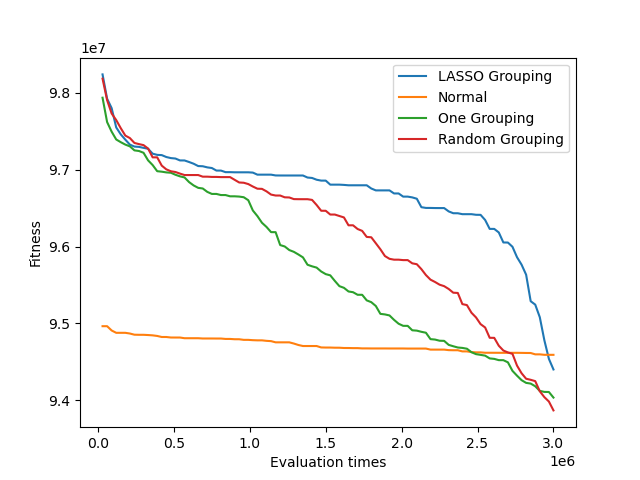 1e7
9.8
9.7
9.6
9.5
9.4
Fitness
LASSO Grouping
Normal
One Grouping
Random Grouping
0.0 0.5 1.0 1.5 2.0 2.5 3.0
1e6
Evaluation times